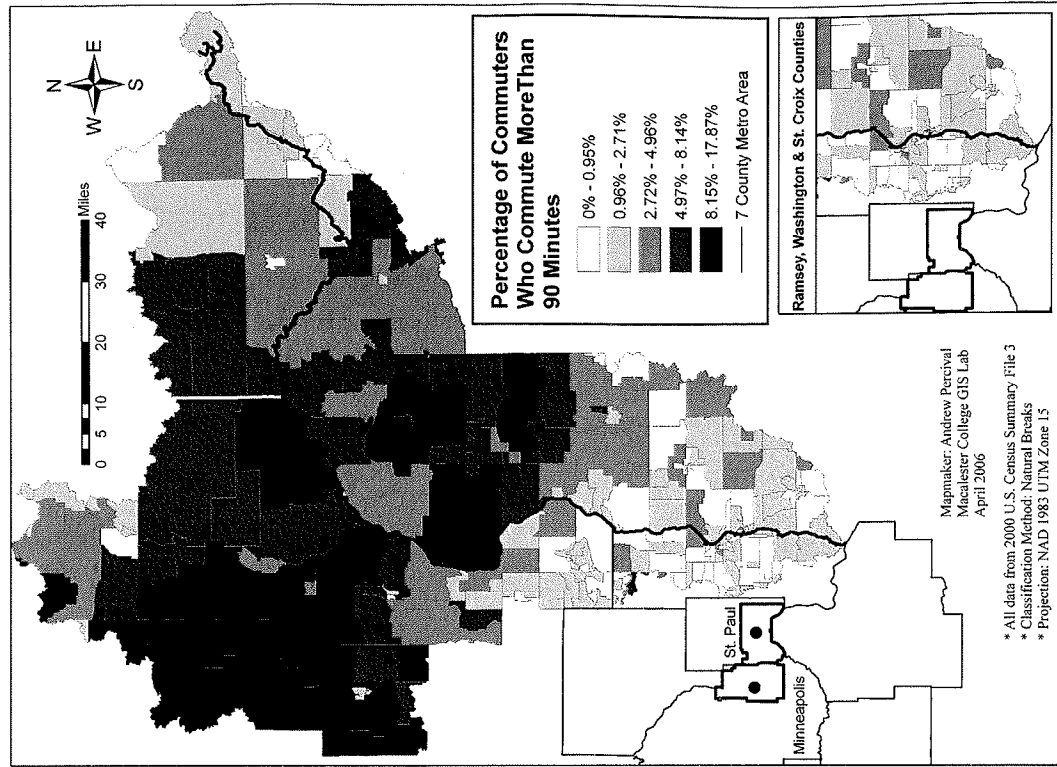 N
W E
S
0 5 10 20 30 40
Miles
Percentage of Commuters
Who Commute MoreThan
90 Minutes
0% - 0.95%
0.96% - 2.71%
2.72% - 4.96%
4.97% - 8.14%
8.15% - 17.87%
7 County Metro Area
Ramsey, Washington & St. Croix Counties
St. Paul
Minneapolis
Mapmaker: Andrew Percival
Macalester College GIS Lab
April 2006
* All data from 2000 U.S. Census Summary File 3
* Classification Method: Natural Breaks
* Projection: NAD 1983 UTM Zone 15